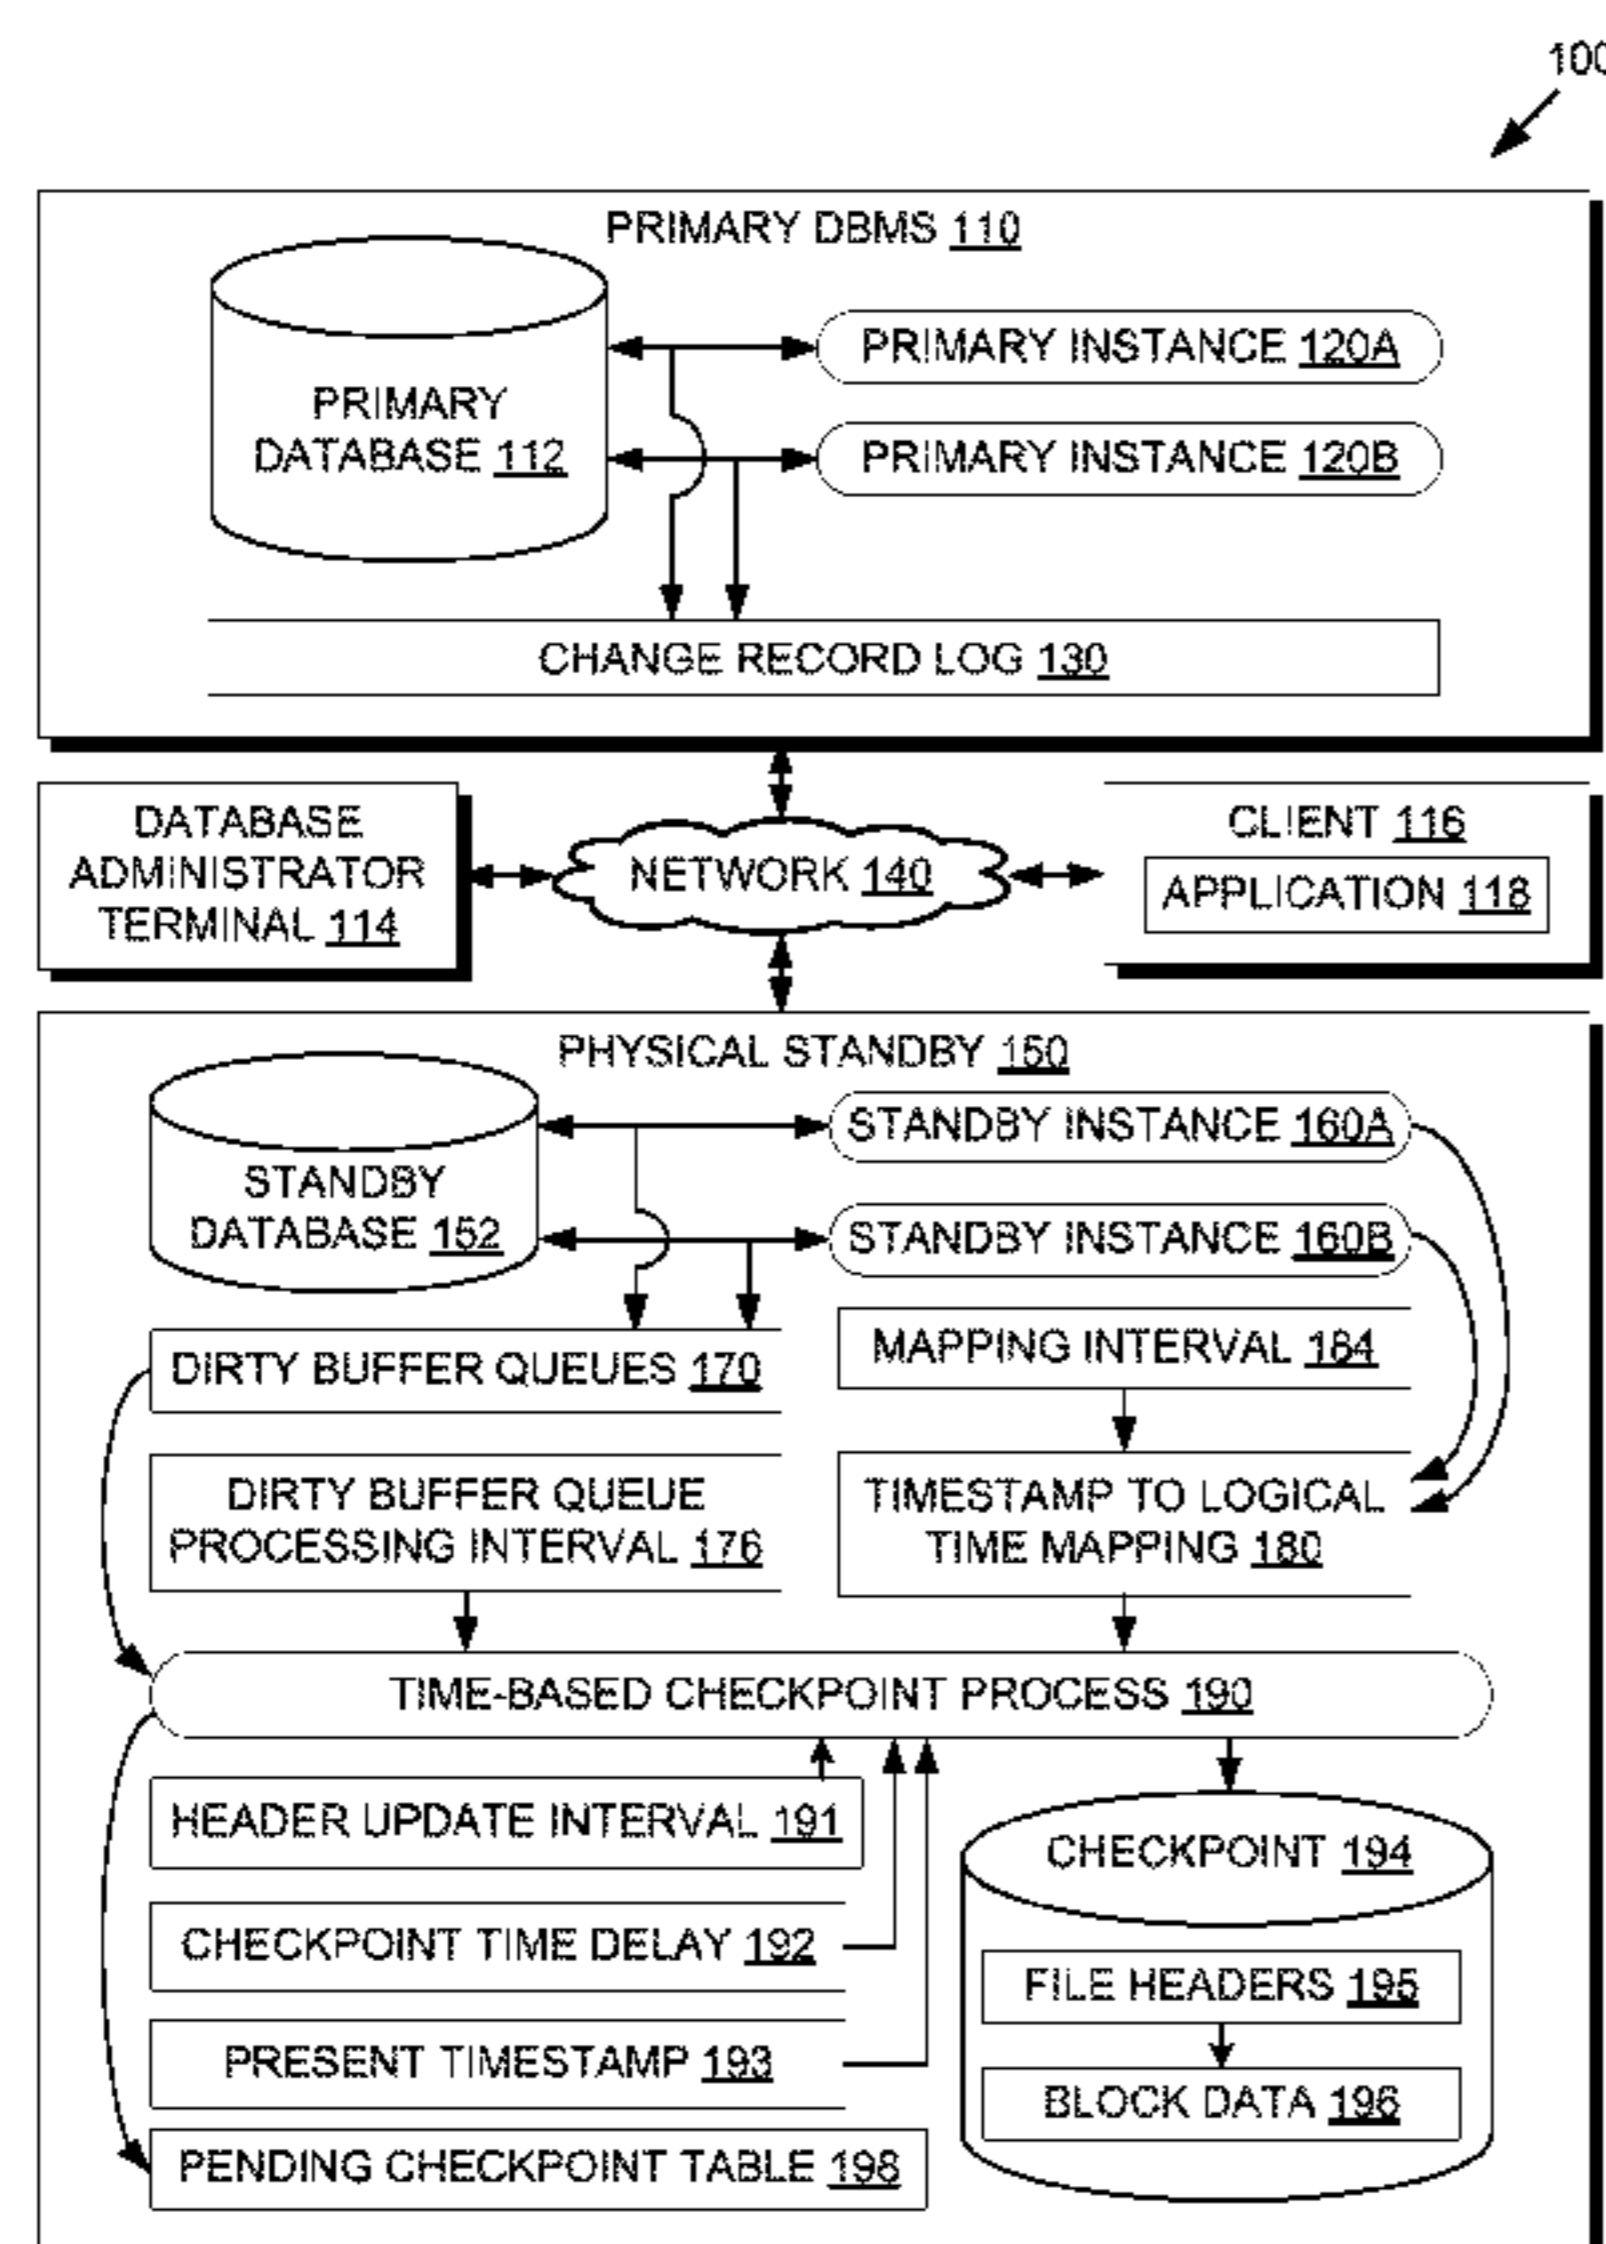 100
PRIMARY DBMS 110
PRIMARY INSTANCE 120A
PRIMARY
DATABASE 112
PRIMARY INSTANCE 120B
CHANGE RECORD LOG 130
DATABASE
ADMINISTRATOR
TERMINAL 114
NETWORK 140
CLIENT 116
APPLICATION 118
PHYSICAL STANDBY 150
STANDBY INSTANCE 160A
STANDBY
DATABASE 152
STANDBY INSTANCE 160B
DIRTY BUFFER QUEUES 170
MAPPING INTERVAL 184
DIRTY BUFFER QUEUE
PROCESSING INTERVAL 176
TIMESTAMP TO LOGICAL
TIME MAPPING 180
TIME-BASED CHECKPOINT PROCESS 190
HEADER UPDATE INTERVAL 191
CHECKPOINT TIME DELAY 192
PRESENT TIMESTAMP 193
PENDING CHECKPOINT TABLE 198
CHECKPOINT 194
FILE HEADERS 195
BLOCK DATA 196